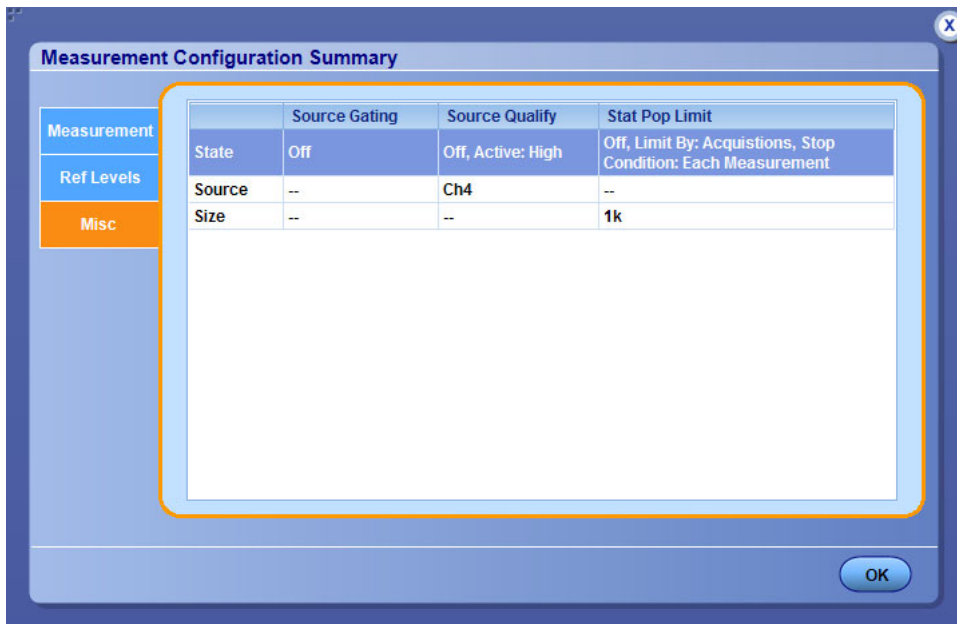 X
Measurement Configuration Summary
Measurement
Ref Levels
Misc
Source Gating Source Qualify Stat Pop Limit
State Off Off, Active: High Off, Limit By: Acquistions, Stop
Condition: Each Measurement
Source -- Ch4 --
Size -- -- 1k
OK